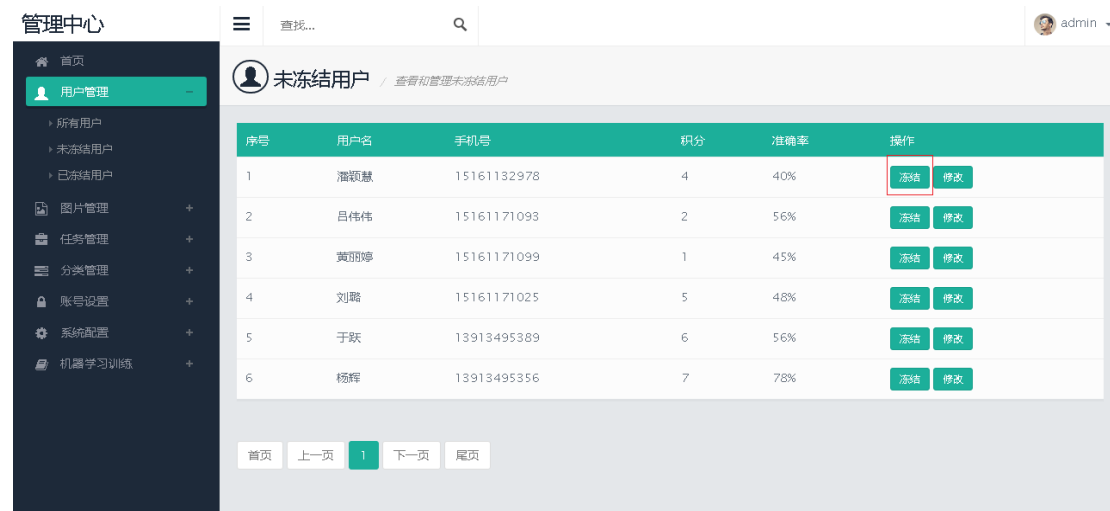 管理中心
查找...
admin
首页
用户管理
所有用户
未冻结用户
已冻结用户
图片管理
任务管理
分类管理
账号设置
系统配置
机器学习训练
未冻结用户 / 查看和管理未冻结用户
序号 用户名 手机号 积分 准确率 操作
1 潘颖慧 15161132978 4 40% 冻结 修改
2 吕伟伟 15161171093 2 56% 冻结 修改
3 黄丽婷 15161171099 1 45% 冻结 修改
4 刘璐 15161171025 5 48% 冻结 修改
5 于跃 13913495389 6 56% 冻结 修改
6 杨辉 13913495356 7 78% 冻结 修改
首页 上一页 1 下一页 尾页